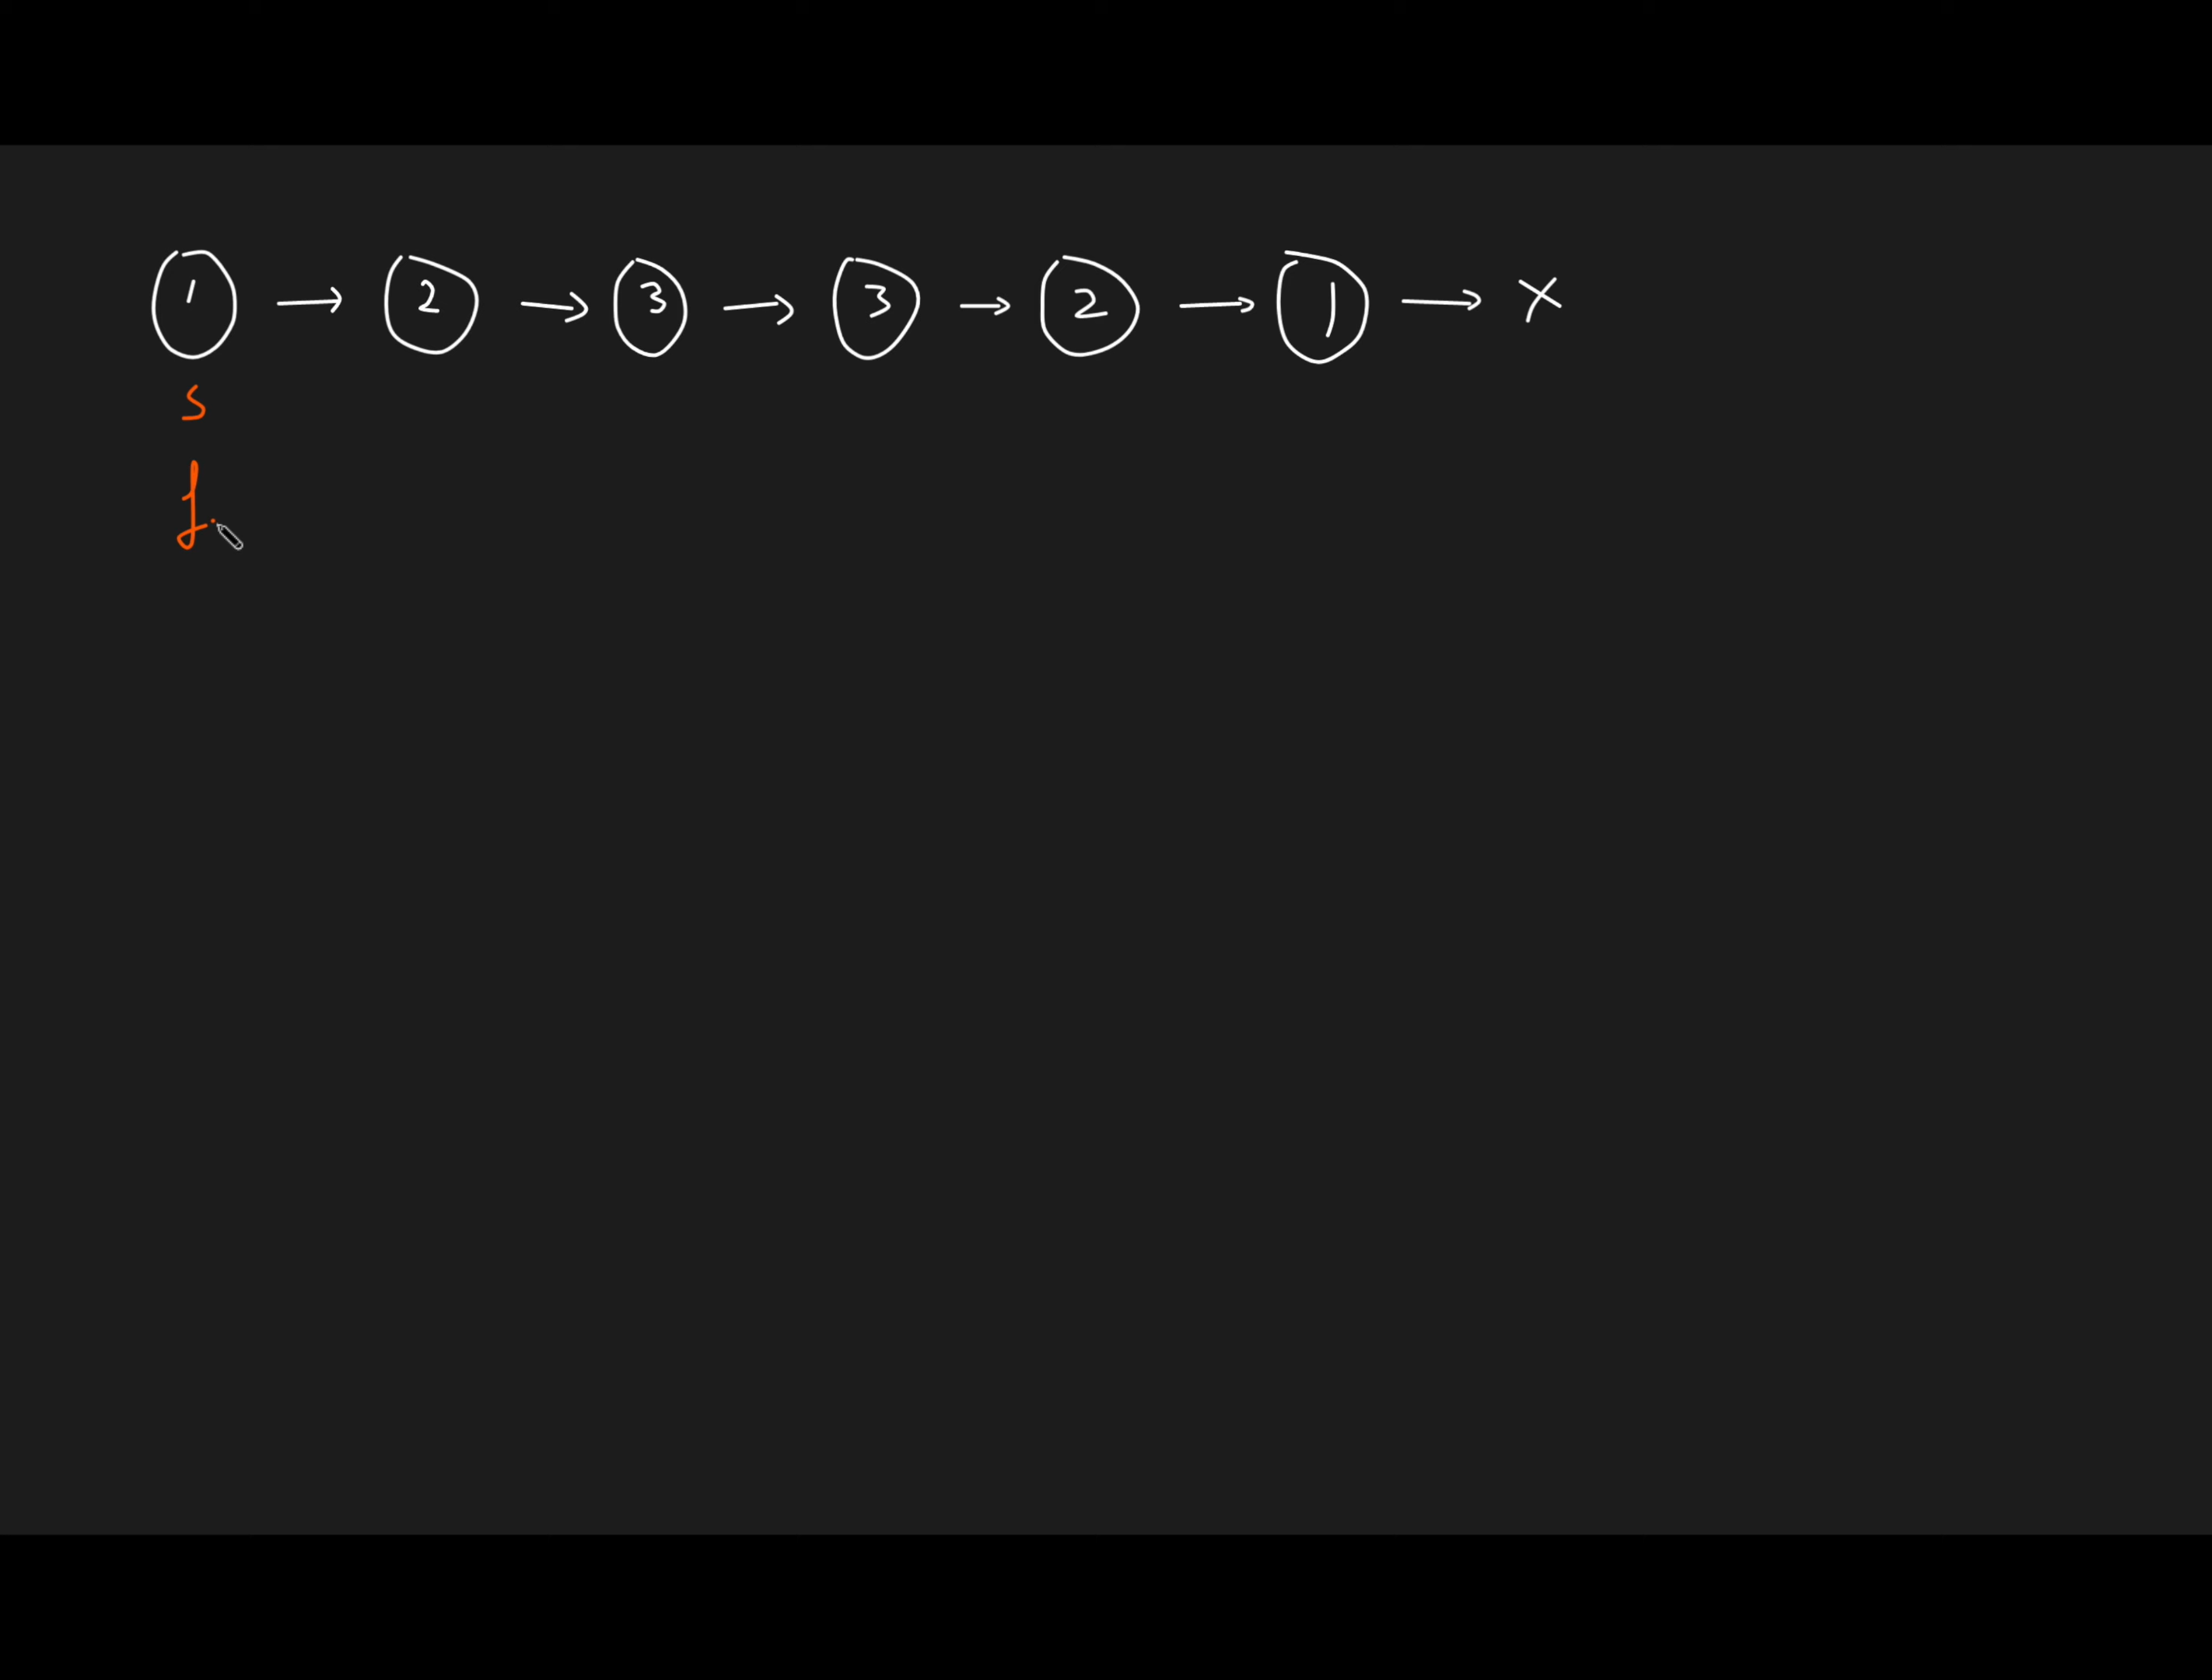 1 → 2 → 3 → 3 → 2 → 1 → X
s
f.